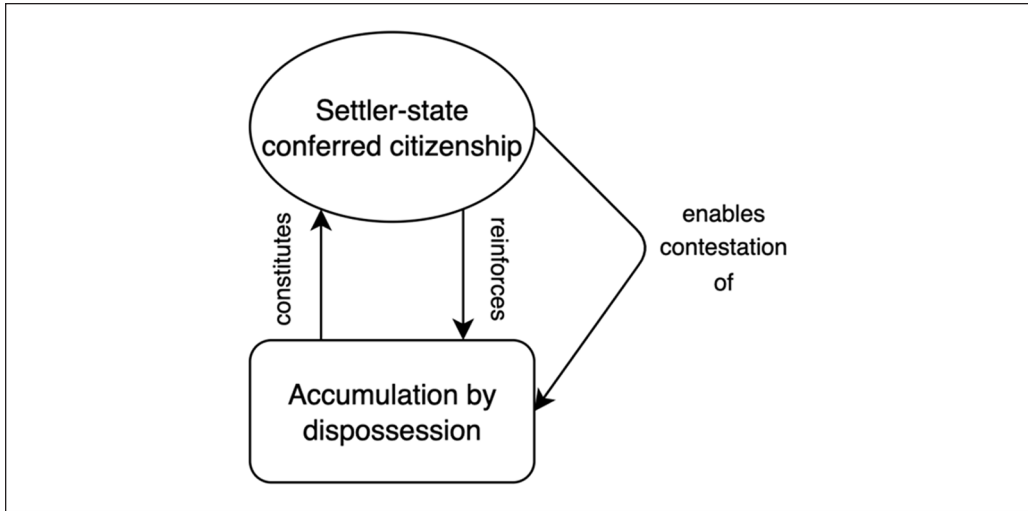 Settler-state
conferred citizenship
constitutes
reinforces
enables
contestation
of
Accumulation by
dispossession